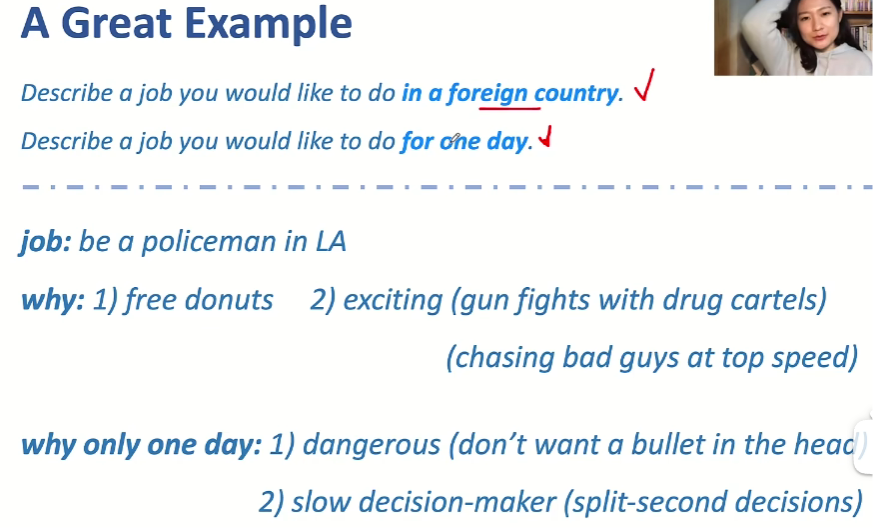 A Great Example
Describe a job you would like to do in a foreign country.
Describe a job you would like to do for one day.
job: be a policeman in LA
why: 1) free donuts 2) exciting (gun fights with drug cartels)
(chasing bad guys at top speed)
why only one day: 1) dangerous (don't want a bullet in the head)
2) slow decision-maker (split-second decisions)